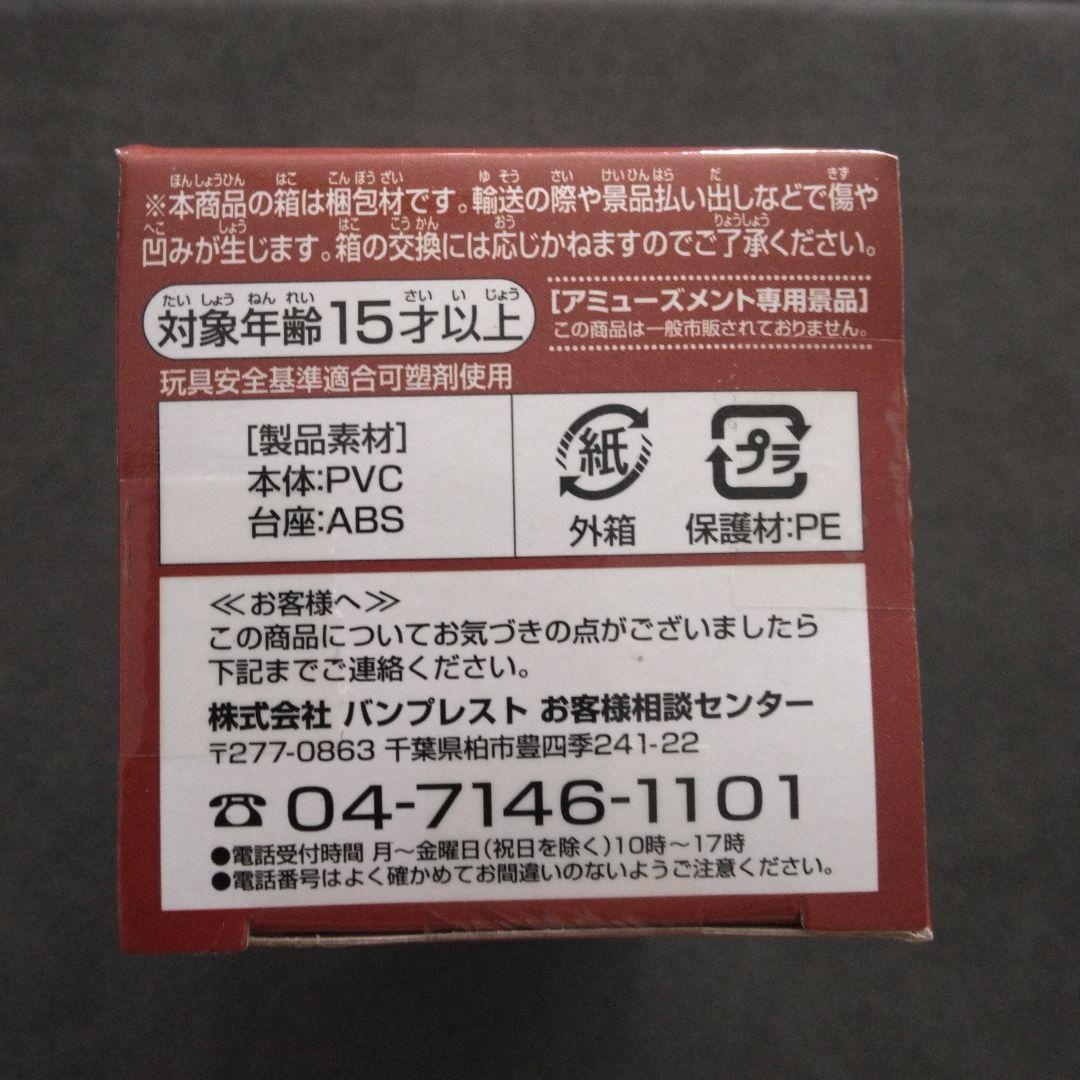 ※本商品の箱は梱包材です。輸送の際や景品払い出しなどで傷や
凹みが生じます。箱の交換には応じかねますのでご了承ください。
対象年齢15才以上
[アミューズメント専用景品]
この商品は一般市販されておりません。
玩具安全基準適合可塑剤使用
[製品素材]
本体:PVC
台座:ABS
紙
外箱
プラ
保護材:PE
≪お客様へ≫
この商品についてお気づきの点がございましたら
下記までご連絡ください。
株式会社 バンプレスト お客様相談センター
〒277-0863 千葉県柏市豊四季241-22
☎ 04-7146-1101
●電話受付時間 月〜金曜日(祝日を除く)10時〜17時
●電話番号はよく確かめてお間違いのないようご注意ください。